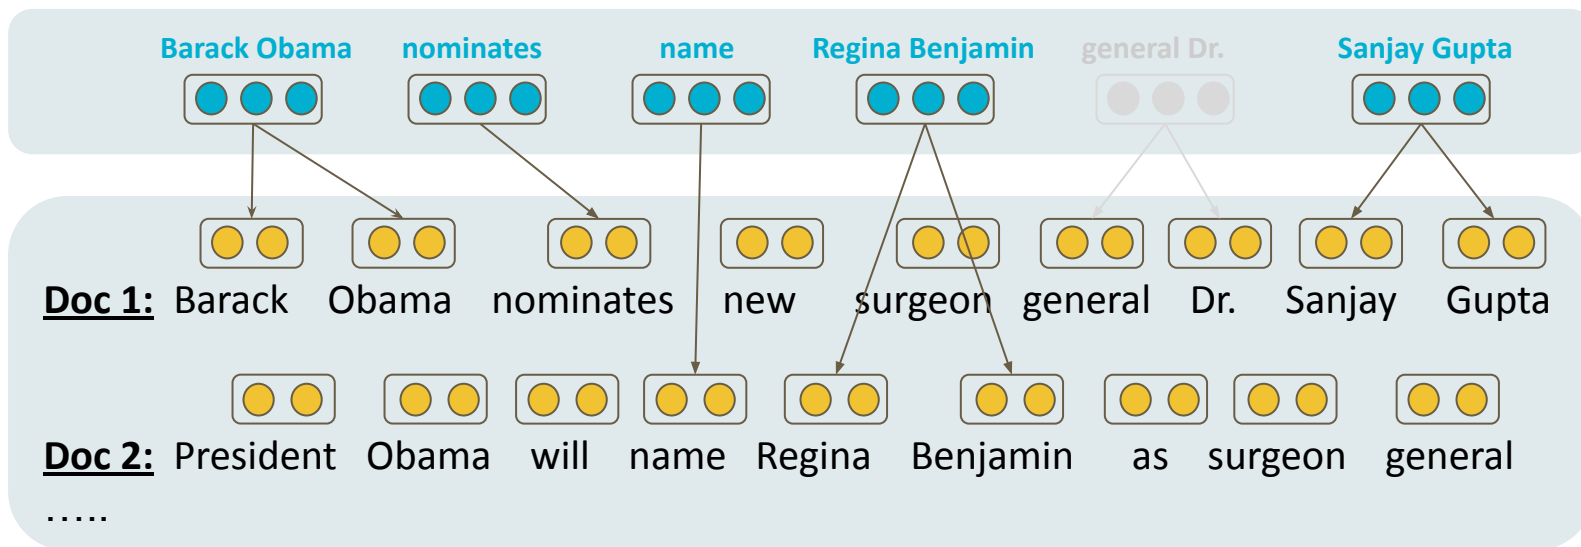 Barack Obama nominates name Regina Benjamin general Dr. Sanjay Gupta
Doc 1: Barack Obama nominates new surgeon general Dr. Sanjay Gupta
Doc 2: President Obama will name Regina Benjamin as surgeon general
…..